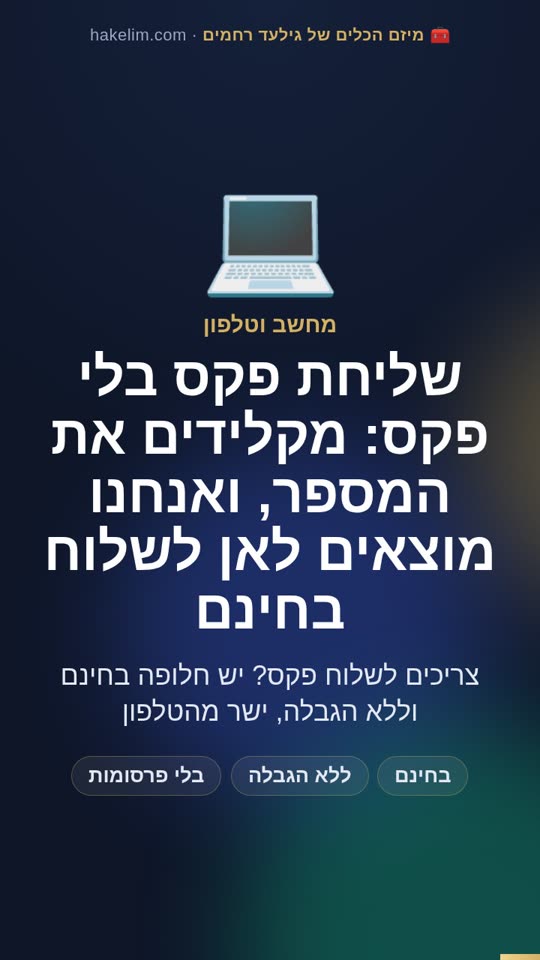 🧰 מיזם הכלים של גילעד רחמים · hakelim.com
מחשב וטלפון
שליחת פקס בלי
פקס: מקלידים את
המספר, ואנחנו
מוצאים לאן לשלוח
בחינם
צריכים לשלוח פקס? יש חלופה בחינם
וללא הגבלה, ישר מהטלפון
בחינם
ללא הגבלה
בלי פרסומות